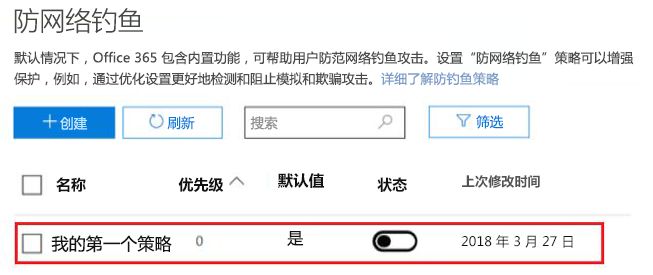 防网络钓鱼
默认情况下，Office 365 包含内置功能，可帮助用户防范网络钓鱼攻击。设置“防网络钓鱼”策略可以增强
保护，例如，通过优化设置更好地检测和阻止模拟和欺骗攻击。详细了解防钓鱼策略
+创建 刷新 搜索 筛选
名称 优先级 默认值 状态 上次修改时间
我的第一个策略 0 是 2018 年 3 月 27 日